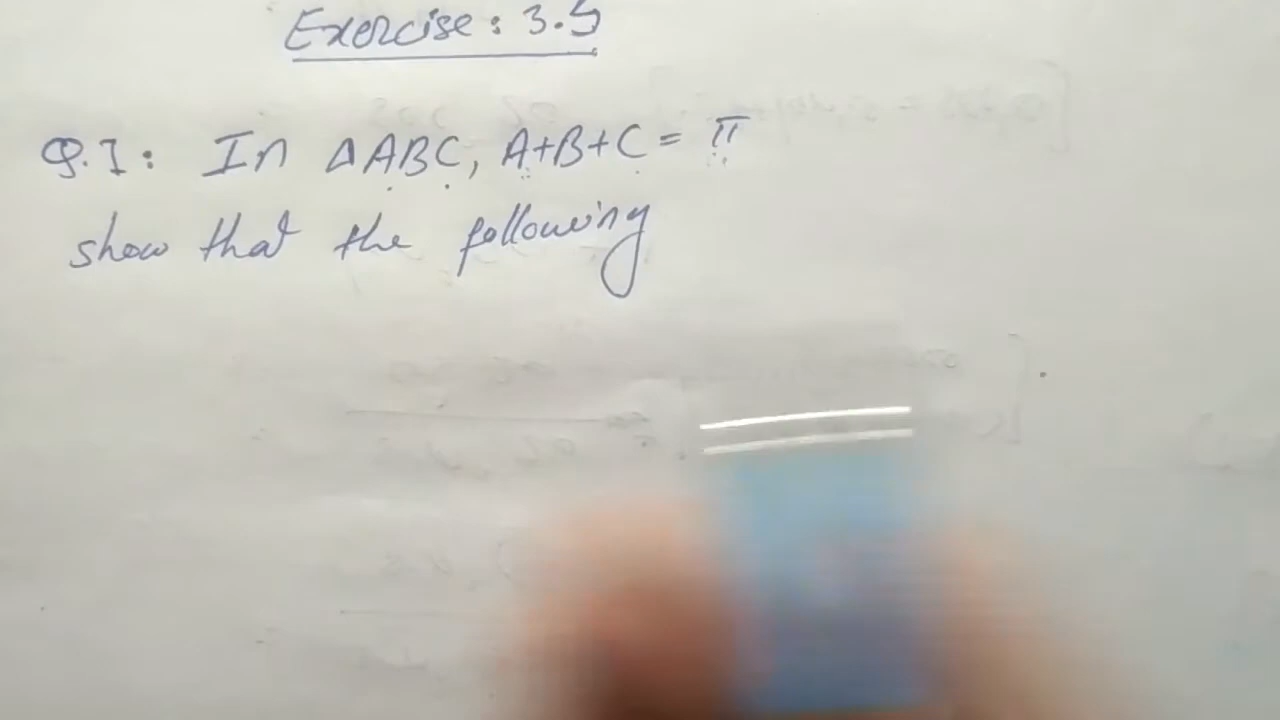 Exercise: 3.5
Q.1: In ΔABC, A+B+C = π
show that the following